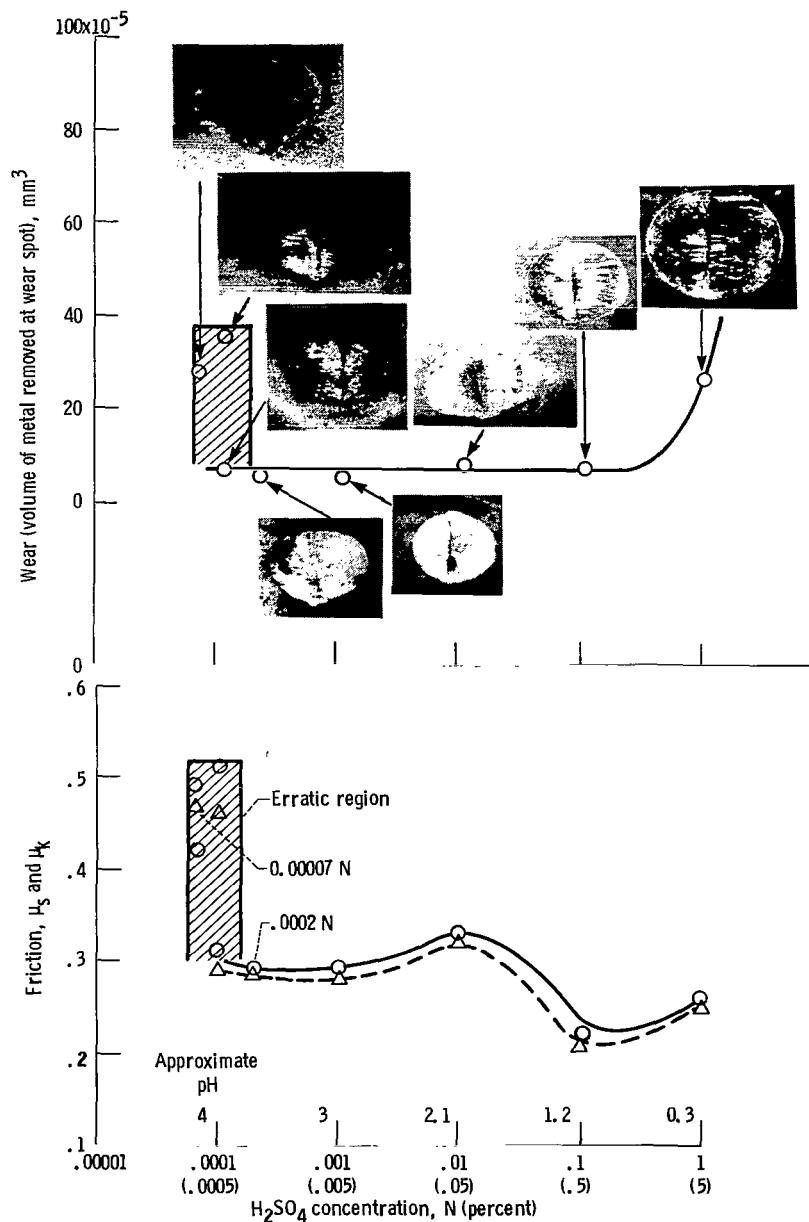 100x10⁻⁵
80
60
40
20
0
Wear (volume of metal removed at wear spot), mm³
0
.6
.5
.4
.3
.2
.1
Friction, μₛ and μₖ
Erratic region
0.00007 N
.0002 N
Approximate
pH
4 3 2.1 1.2 0.3
.00001 .0001 .001 .01 .1 1
(.0005) (.005) (.05) (.5) (5)
H₂SO₄ concentration, N (percent)